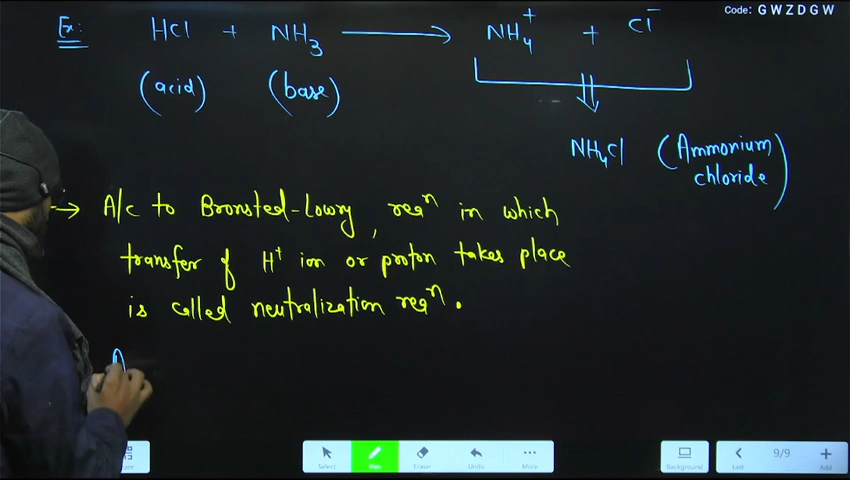 Code: G W Z D G W
Ex: HCl + NH₃ ⟶ NH₄⁺ + Cl⁻
(acid) (base)
NH₄Cl (Ammonium
chloride)
→ A/c to Bronsted-Lowry, reaⁿ in which
transfer of H⁺ ion or proton takes place
is called neutralization reaⁿ.
A
Select Pen Eraser Undo More Background Last 9/9 Add